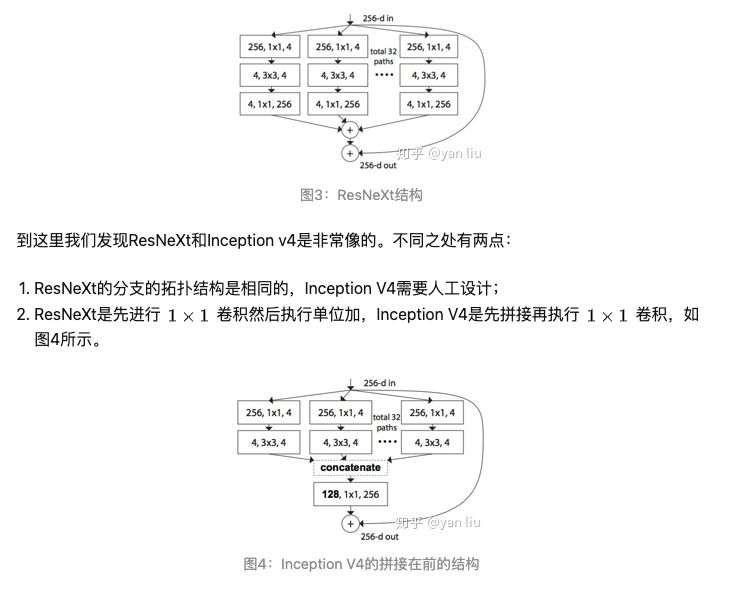 256-d in
256, 1x1, 4
256, 1x1, 4
total 32
paths
256, 1x1, 4
4, 3x3, 4
4, 3x3, 4
....
4, 3x3, 4
4, 1x1, 256
4, 1x1, 256
4, 1x1, 256
+
+
知乎 @yan liu
256-d out
图3：ResNeXt结构
到这里我们发现ResNeXt和Inception v4是非常像的。不同之处有两点：
1. ResNeXt的分支的拓扑结构是相同的，Inception V4需要人工设计；
2. ResNeXt是先进行 1 × 1 卷积然后执行单位加，Inception V4是先拼接再执行 1 × 1 卷积，如
图4所示。
256-d in
256, 1x1, 4
256, 1x1, 4
total 32
paths
256, 1x1, 4
4, 3x3, 4
4, 3x3, 4
....
4, 3x3, 4
concatenate
128, 1x1, 256
+
知乎 @yan liu
256-d out
图4：Inception V4的拼接在前的结构